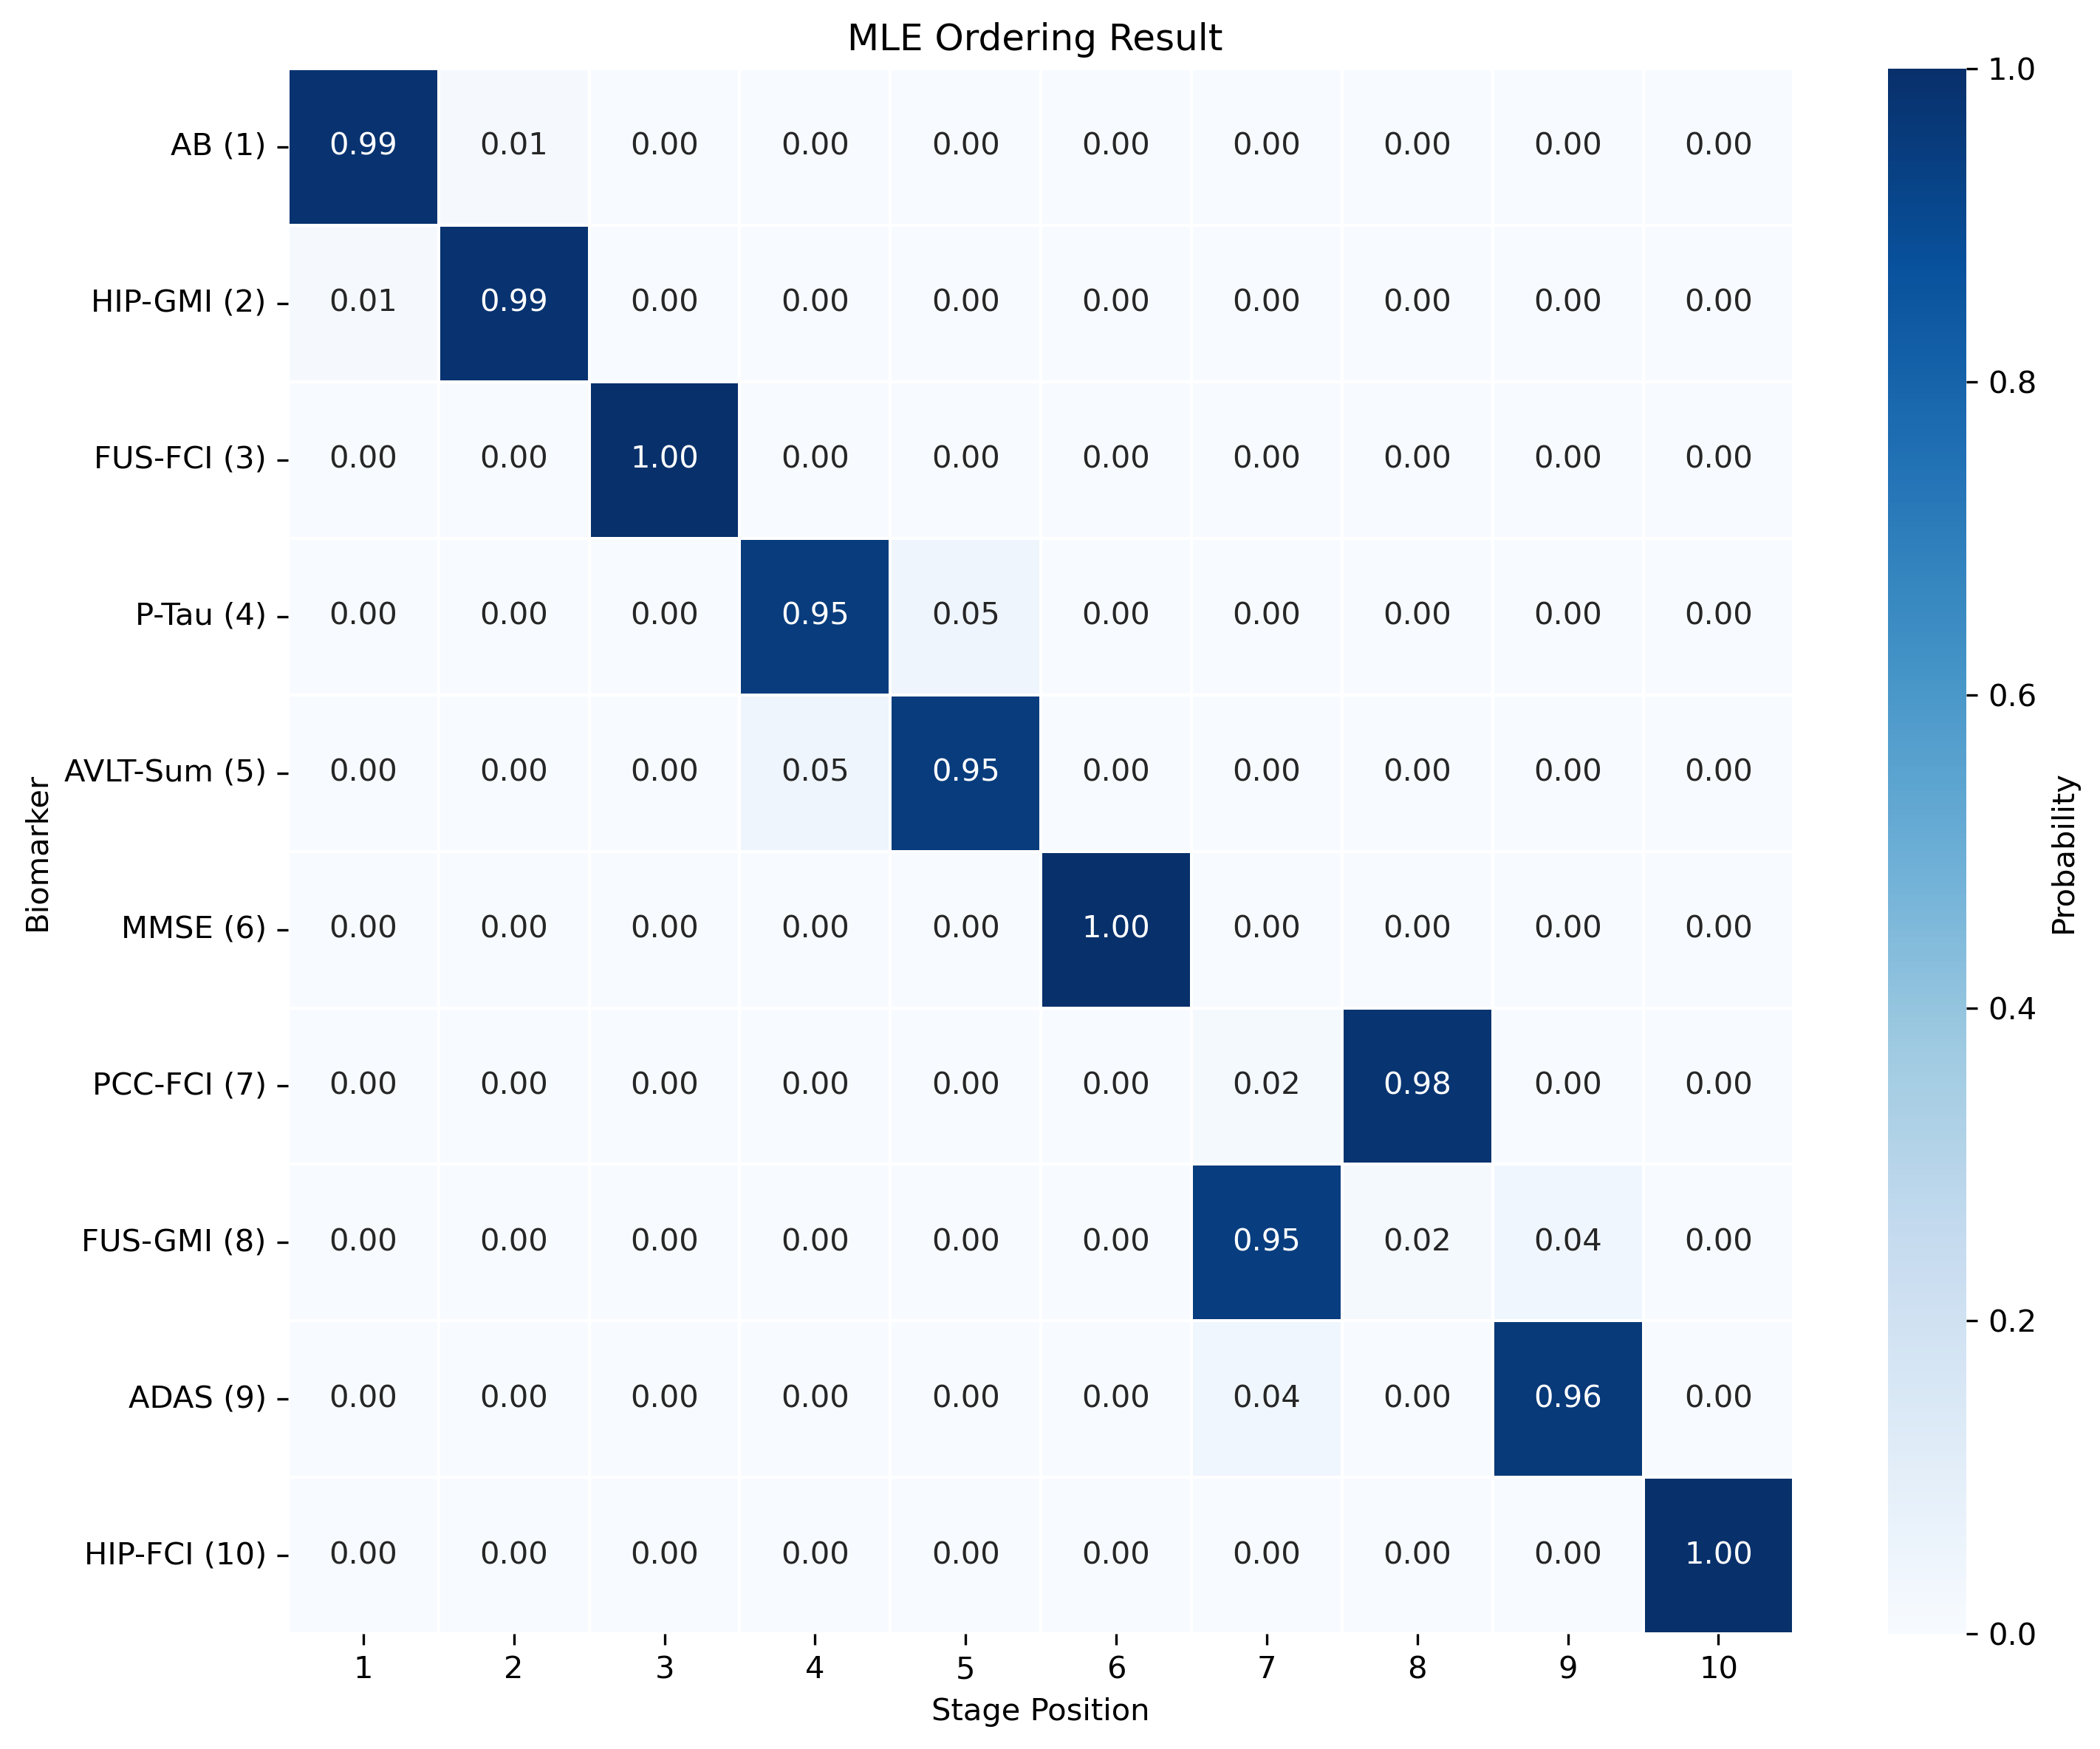 MLE Ordering Result
AB (1) 0.99 0.01 0.00 0.00 0.00 0.00 0.00 0.00 0.00 0.00
HIP-GMI (2) 0.01 0.99 0.00 0.00 0.00 0.00 0.00 0.00 0.00 0.00
FUS-FCI (3) 0.00 0.00 1.00 0.00 0.00 0.00 0.00 0.00 0.00 0.00
P-Tau (4) 0.00 0.00 0.00 0.95 0.05 0.00 0.00 0.00 0.00 0.00
AVLT-Sum (5) 0.00 0.00 0.00 0.05 0.95 0.00 0.00 0.00 0.00 0.00
MMSE (6) 0.00 0.00 0.00 0.00 0.00 1.00 0.00 0.00 0.00 0.00
PCC-FCI (7) 0.00 0.00 0.00 0.00 0.00 0.00 0.02 0.98 0.00 0.00
FUS-GMI (8) 0.00 0.00 0.00 0.00 0.00 0.00 0.95 0.02 0.04 0.00
ADAS (9) 0.00 0.00 0.00 0.00 0.00 0.00 0.04 0.00 0.96 0.00
HIP-FCI (10) 0.00 0.00 0.00 0.00 0.00 0.00 0.00 0.00 0.00 1.00
1 2 3 4 5 6 7 8 9 10
Stage Position
Biomarker
1.0
0.8
0.6
0.4
0.2
0.0
Probability